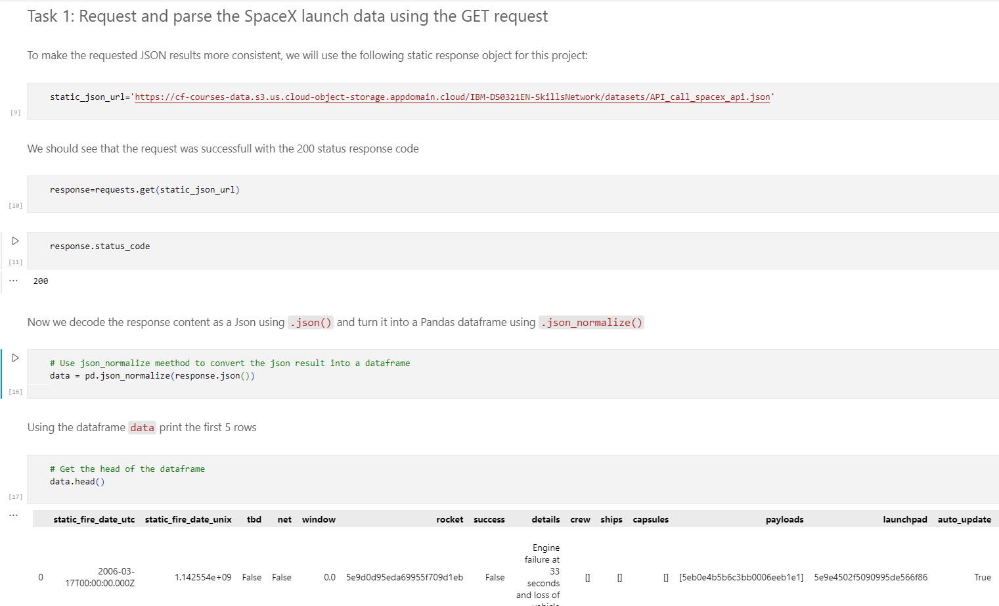 Task 1: Request and parse the SpaceX launch data using the GET request
To make the requested JSON results more consistent, we will use the following static response object for this project:
static_json_url='https://cf-courses-data.s3.us.cloud-object-storage.appdomain.cloud/IBM-DS0321EN-SkillsNetwork/datasets/API_call_spacex_api.json'
[9]
We should see that the request was successfull with the 200 status response code
response=requests.get(static_json_url)
[10]
response.status_code
[11]
... 200
Now we decode the response content as a Json using .json() and turn it into a Pandas dataframe using .json_normalize()
# Use json_normalize meethod to convert the json result into a dataframe
data = pd.json_normalize(response.json())
[16]
Using the dataframe data print the first 5 rows
# Get the head of the dataframe
data.head()
[17]
...
static_fire_date_utc static_fire_date_unix tbd net window rocket success details crew ships capsules payloads launchpad auto_update
0 2006-03-17T00:00:00.000Z 1.142554e+09 False False 0.0 5e9d0d95eda69955f709d1eb False Engine failure at 33 seconds and loss of vehicle [] [] [] [5eb0e4b5b6c3bb0006eeb1e1] 5e9e4502f5090995de566f86 True